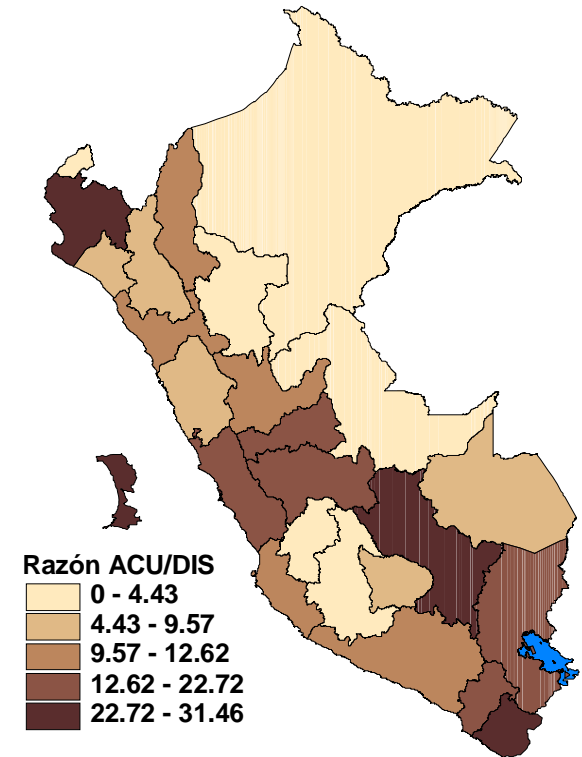 Razón ACU/DIS
0 - 4.43
4.43 - 9.57
9.57 - 12.62
12.62 - 22.72
22.72 - 31.46